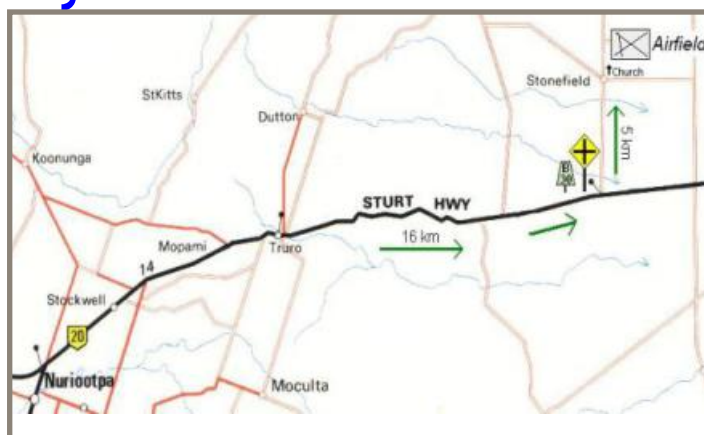 Airfield
Church
Stonefield
StKitts
Dutton
Koonunga
5 km
STURT HWY
16 km
Mopami
Truro
14
Stockwell
20
Nuriootpa
Moculta